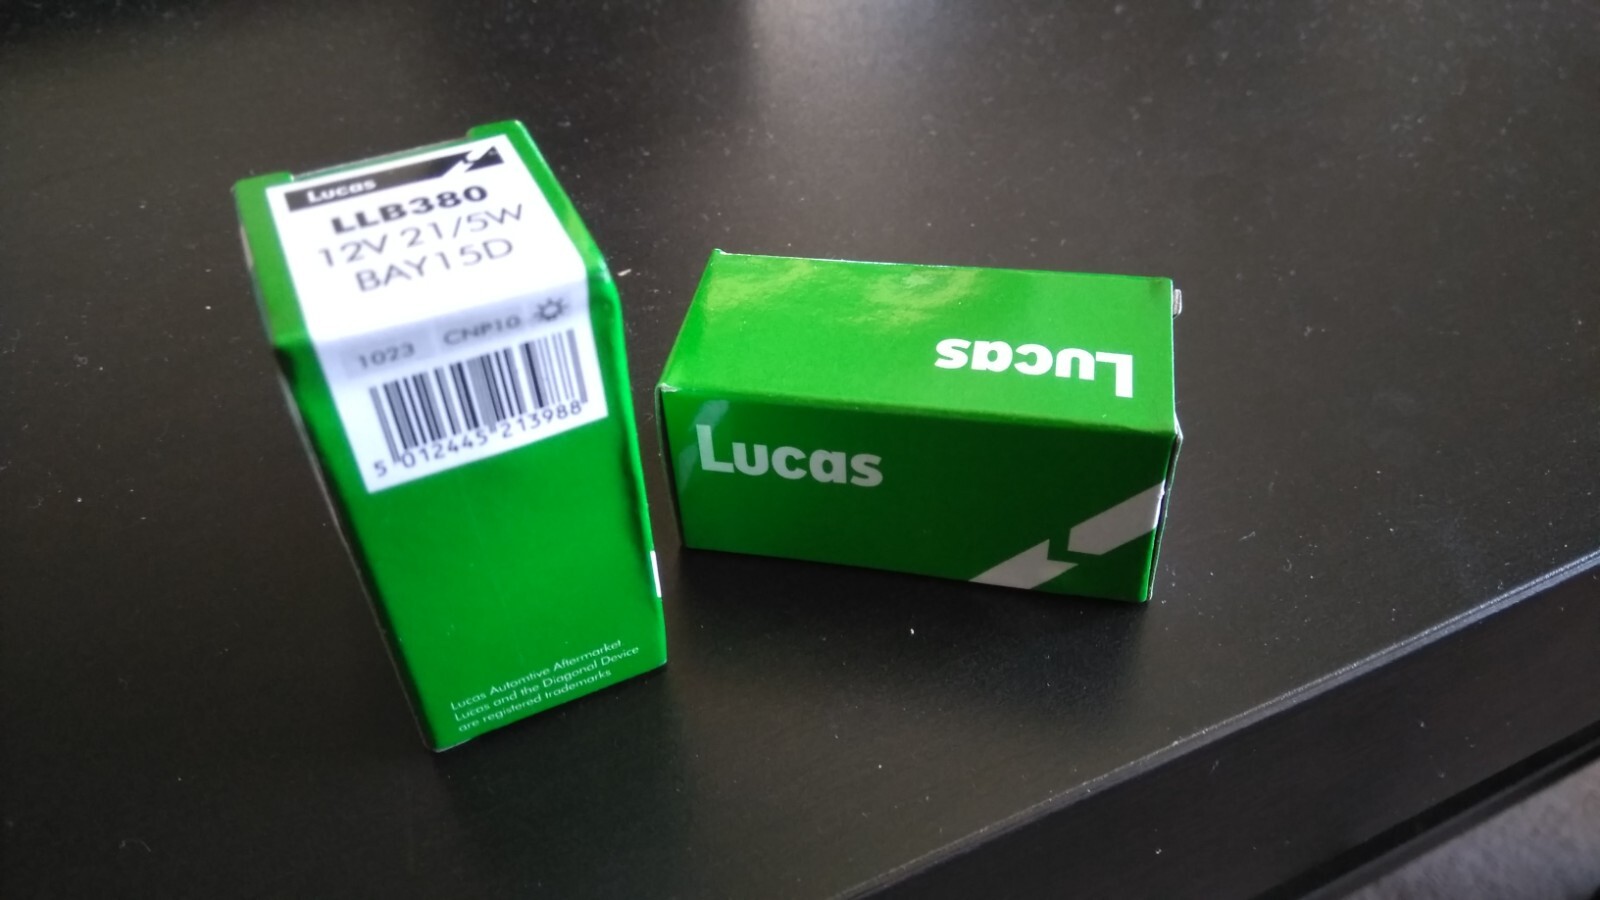 Lucas
LLB380
12V 21/5W
BAY15D
1023 CNP10
5 012445 213988
Lucas Automtive Aftermarket
Lucas and the Diagonal Device
are registered trademarks
Lucas
Lucas